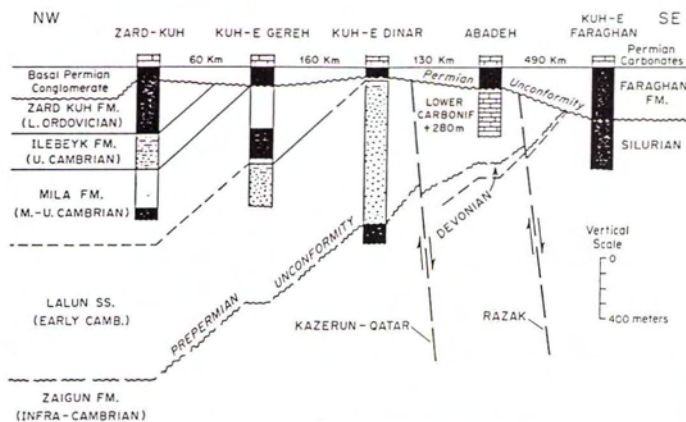 NW
SE
ZARD-KUH
KUH-E GEREH
KUH-E DINAR
ABADEH
KUH-E
FARAGHAN
60 Km
160 Km
130 Km
490 Km
Permian
Carbonates
Basal Permian
Conglomerate
Permian
Unconformity
FARAGHAN
FM.
ZARD KUH FM.
(L. ORDOVICIAN)
LOWER
CARBONIF
+280m
ILEBEYK FM.
(U. CAMBRIAN)
SILURIAN
MILA FM.
(M.-U. CAMBRIAN)
DEVONIAN
Vertical
Scale
0
400 meters
PREPERMIAN
UNCONFORMITY
LALUN SS.
(EARLY CAMB.)
KAZERUN-QATAR
RAZAK
ZAIGUN FM.
(INFRA-CAMBRIAN)